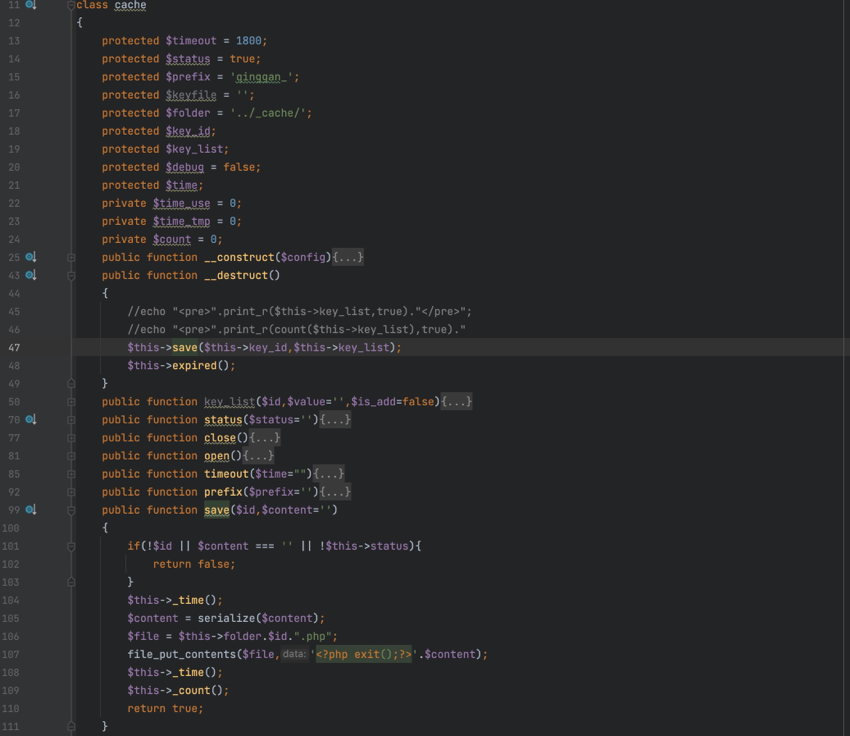 11 class cache
12 {
13 protected $timeout = 1800;
14 protected $status = true;
15 protected $prefix = 'qinggan_';
16 protected $keyfile = '';
17 protected $folder = '../_cache/';
18 protected $key_id;
19 protected $key_list;
20 protected $debug = false;
21 protected $time;
22 private $time_use = 0;
23 private $time_tmp = 0;
24 private $count = 0;
25 public function __construct($config){...}
43 public function __destruct()
44 {
45 //echo "<pre>".print_r($this->key_list,true)."</pre>";
46 //echo "<pre>".print_r(count($this->key_list),true)."
47 $this->save($this->key_id,$this->key_list);
48 $this->expired();
49 }
50 public function key_list($id,$value='',$is_add=false){...}
70 public function status($status=''){...}
77 public function close(){...}
81 public function open(){...}
85 public function timeout($time=""){...}
92 public function prefix($prefix=''){...}
99 public function save($id,$content='')
100 {
101 if(!$id || $content === '' || !$this->status){
102 return false;
103 }
104 $this->_time();
105 $content = serialize($content);
106 $file = $this->folder.$id.".php";
107 file_put_contents($file, data: '<?php exit();?>'.$content);
108 $this->_time();
109 $this->_count();
110 return true;
111 }